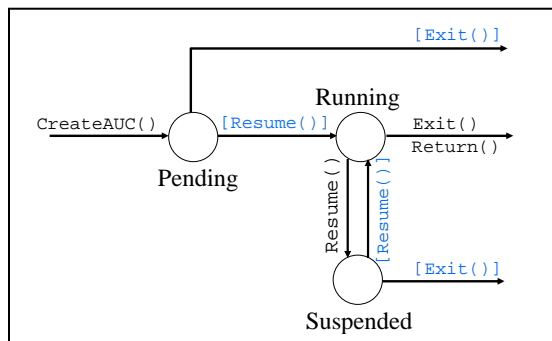 [Exit()]
Running
CreateAUC()
[Resume()]
Exit()
Return()
Pending
Resume()
[Resume()]
[Exit()]
Suspended